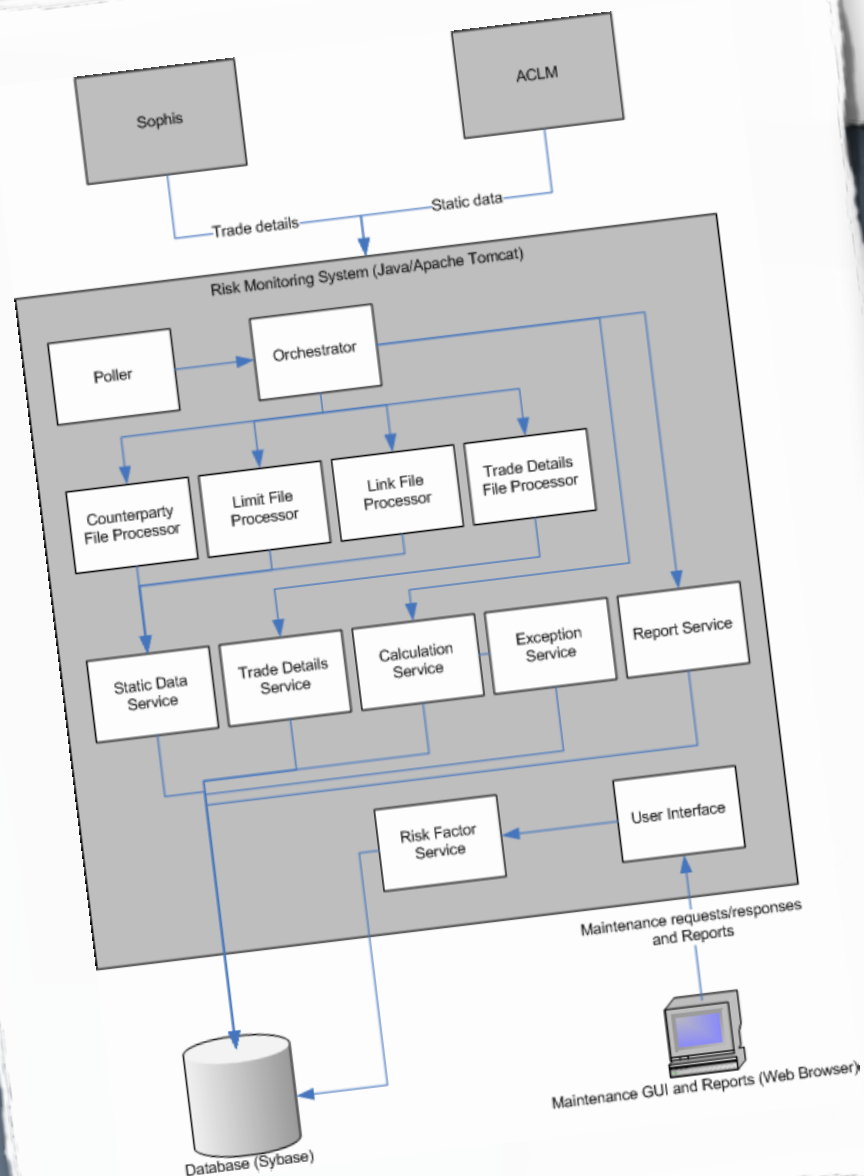 Sophis
ACLM
Trade details
Static data
Risk Monitoring System (Java/Apache Tomcat)
Poller
Orchestrator
Counterparty
File Processor
Limit File
Processor
Link File
Processor
Trade Details
File Processor
Static Data
Service
Trade Details
Service
Calculation
Service
Exception
Service
Report Service
Risk Factor
Service
User Interface
Maintenance requests/responses
and Reports
Maintenance GUI and Reports (Web Browser)
Database (Sybase)